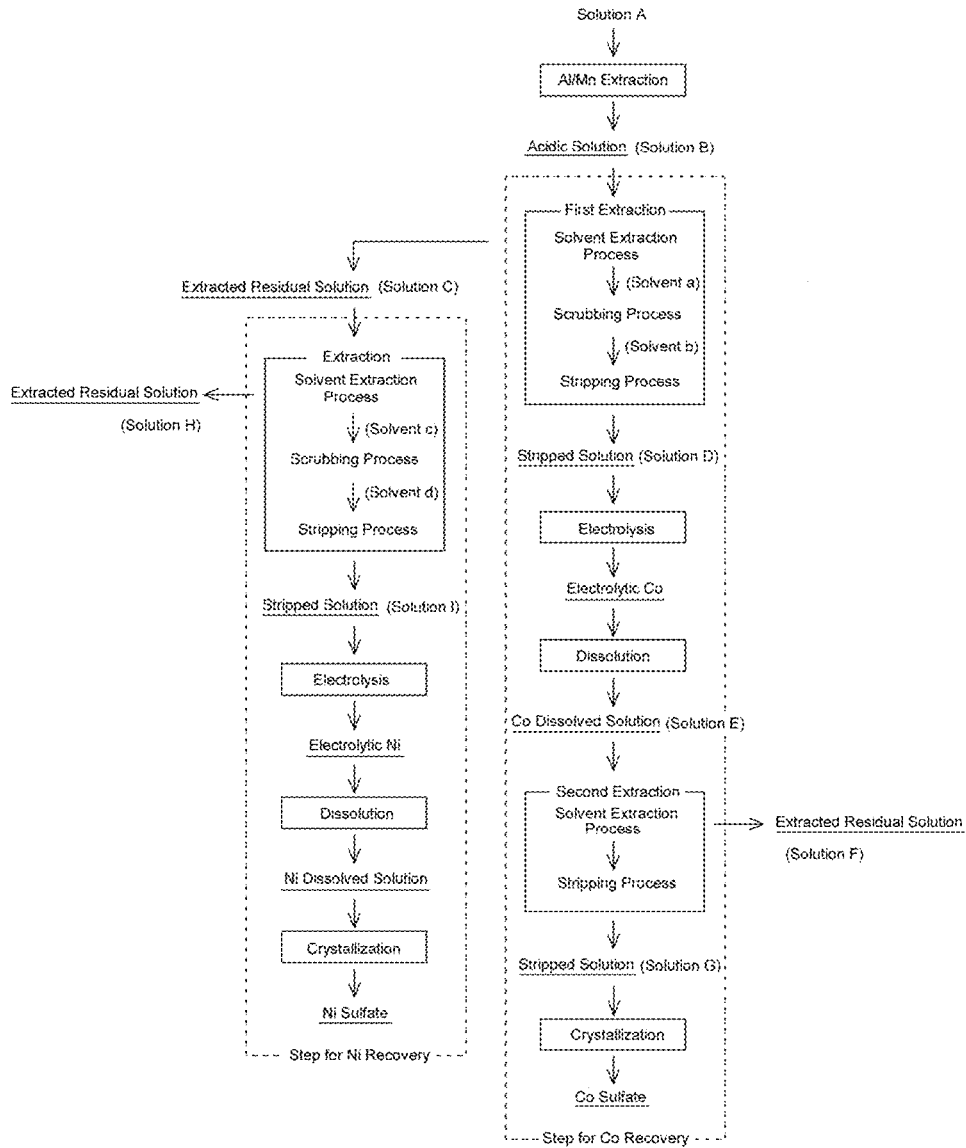 Solution A
Al/Mn Extraction
Acidic Solution (Solution B)
First Extraction
Solvent Extraction
Process
(Solvent a)
Scrubbing Process
(Solvent b)
Stripping Process
Stripped Solution (Solution D)
Electrolysis
Electrolytic Co
Dissolution
Co Dissolved Solution (Solution E)
Second Extraction
Solvent Extraction
Process
Stripping Process
Extracted Residual Solution
(Solution F)
Stripped Solution (Solution G)
Crystallization
Co Sulfate
Step for Co Recovery
Extracted Residual Solution (Solution C)
Extraction
Solvent Extraction
Process
(Solvent c)
Scrubbing Process
(Solvent d)
Stripping Process
Extracted Residual Solution
(Solution H)
Stripped Solution (Solution I)
Electrolysis
Electrolytic Ni
Dissolution
Ni Dissolved Solution
Crystallization
Ni Sulfate
Step for Ni Recovery